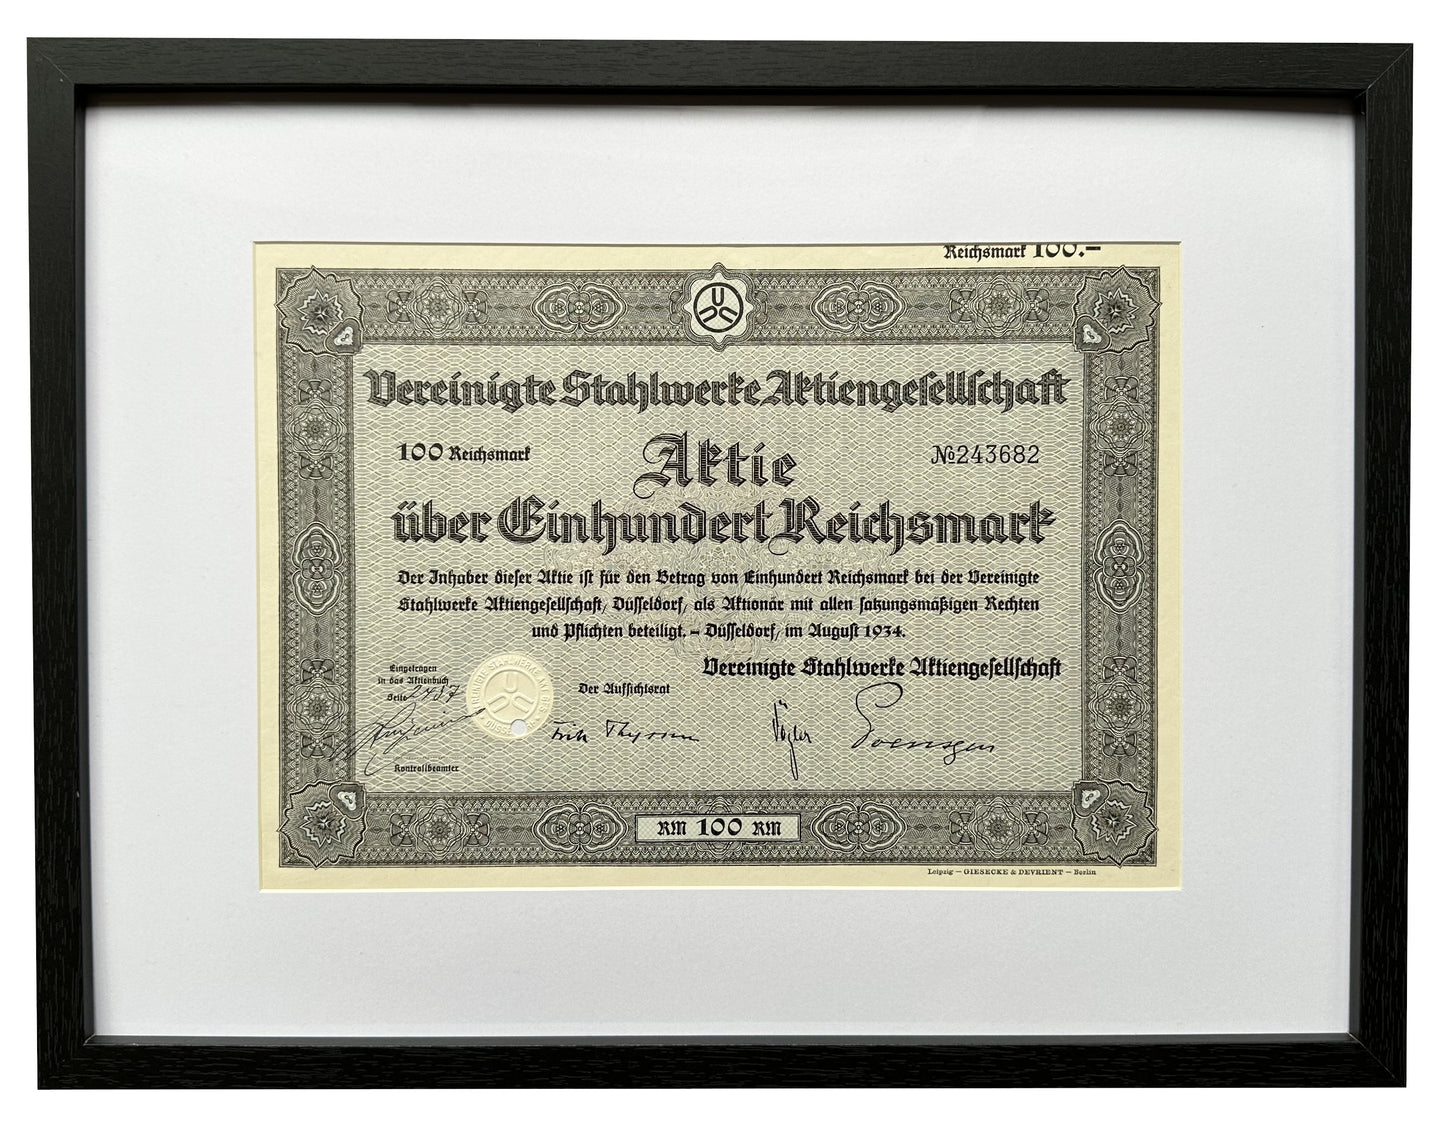 Reichsmark 100.–
Vereinigte Stahlwerke Aktiengesellschaft
100 Reichsmark
Aktie
№243682
über Einhundert Reichsmark
Der Inhaber dieser Aktie ist für den Betrag von Einhundert Reichsmark bei der Vereinigte
Stahlwerke Aktiengesellschaft, Düsseldorf, als Aktionär mit allen satzungsmäßigen Rechten
und Pflichten beteiligt. – Düsseldorf, im August 1934.
Vereinigte Stahlwerke Aktiengesellschaft
Eingetragen
in das Aktienbuch
Seite 2487
Der Aufsichtsrat
Fritz Thyssen
Vögler
Poensgen
Kontrollbeamter
RM 100 RM
Leipzig – GIESECKE & DEVRIENT – Berlin